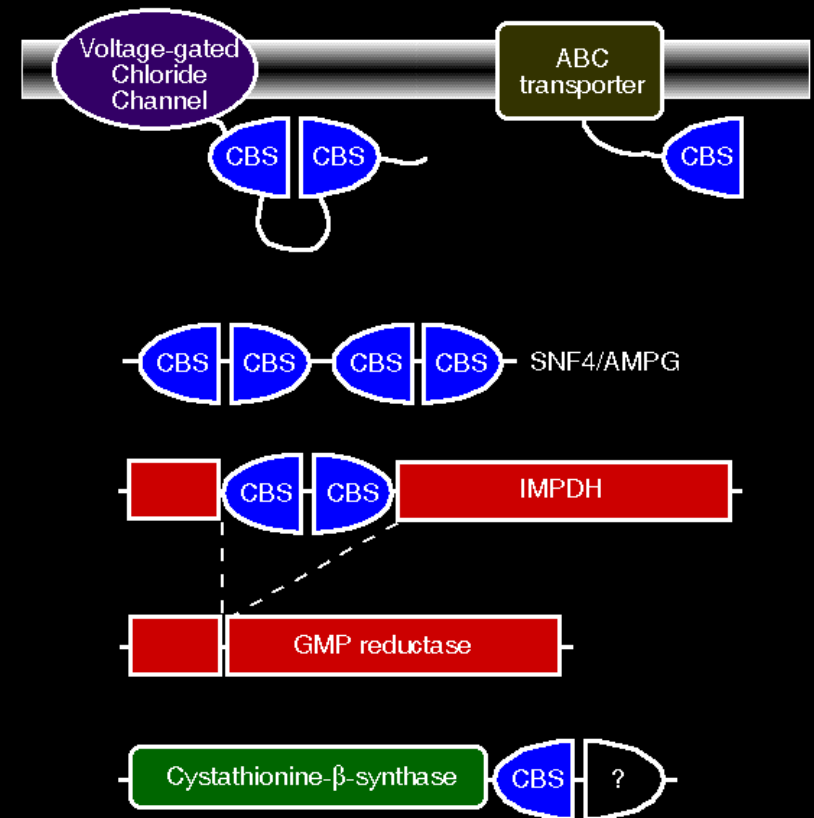 Voltage-gated
Chloride
Channel
ABC
transporter
CBS CBS
CBS
CBS CBS CBS CBS SNF4/AMPG
CBS CBS IMPDH
GMP reductase
Cystathionine-β-synthase CBS ?